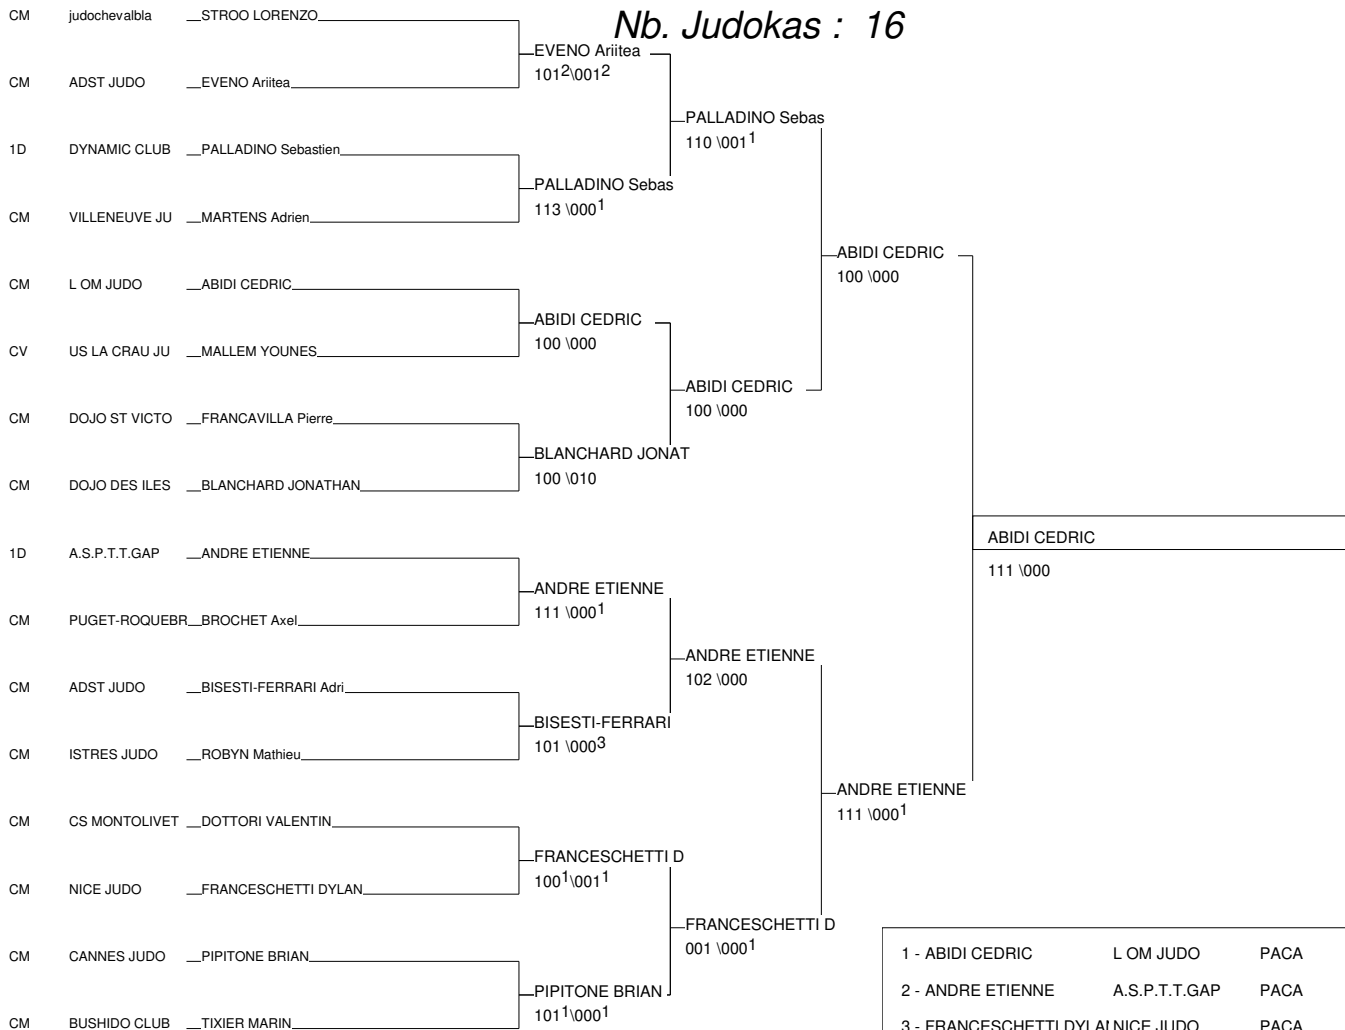 Nb. Judokas : 16
CM judochevalbla STROO LORENZO
EVENO Ariitea
101²\001²
CM ADST JUDO EVENO Ariitea
PALLADINO Sebas
110 \001¹
1D DYNAMIC CLUB PALLADINO Sebastien
PALLADINO Sebas
113 \000¹
CM VILLENEUVE JU MARTENS Adrien
ABIDI CEDRIC
100 \000
CM L OM JUDO ABIDI CEDRIC
ABIDI CEDRIC
100 \000
CV US LA CRAU JU MALLEM YOUNES
ABIDI CEDRIC
100 \000
CM DOJO ST VICTO FRANCAVILLA Pierre
BLANCHARD JONAT
100 \010
CM DOJO DES ILES BLANCHARD JONATHAN
ABIDI CEDRIC
111 \000
1D A.S.P.T.T.GAP ANDRE ETIENNE
ANDRE ETIENNE
111 \000¹
CM PUGET-ROQUEBR BROCHET Axel
ANDRE ETIENNE
102 \000
CM ADST JUDO BISESTI-FERRARI Adri
BISESTI-FERRARI
101 \000³
CM ISTRES JUDO ROBYN Mathieu
ANDRE ETIENNE
111 \000¹
CM CS MONTOLIVET DOTTORI VALENTIN
FRANCESCHETTI D
100¹\001¹
CM NICE JUDO FRANCESCHETTI DYLAN
FRANCESCHETTI D
001 \000¹
CM CANNES JUDO PIPITONE BRIAN
PIPITONE BRIAN
101¹\000¹
CM BUSHIDO CLUB TIXIER MARIN
1 - ABIDI CEDRIC L OM JUDO PACA
2 - ANDRE ETIENNE A.S.P.T.T.GAP PACA
3 - FRANCESCHETTI DYLAN NICE JUDO PACA